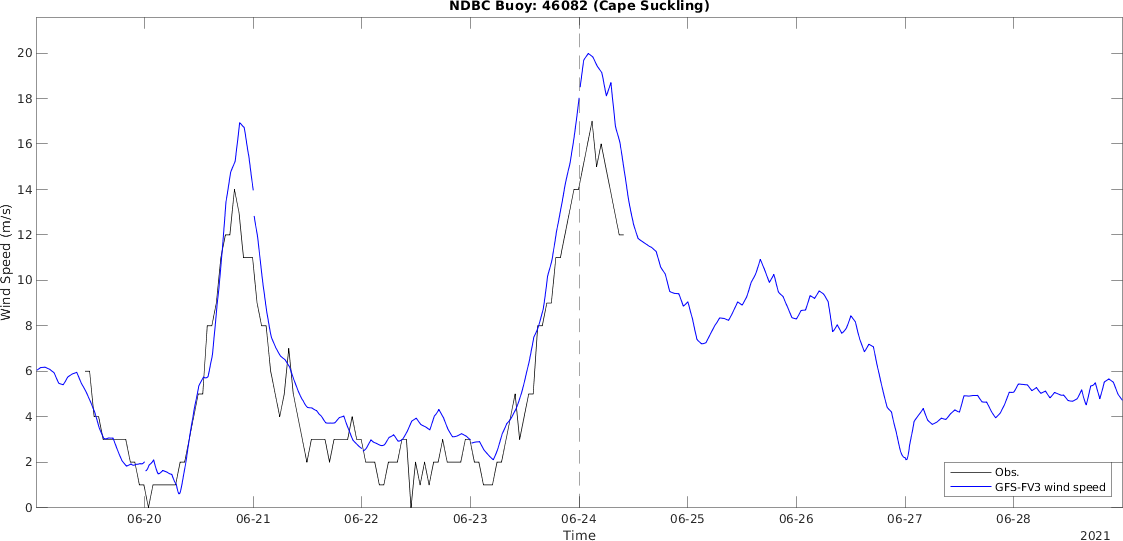 NDBC Buoy: 46082 (Cape Suckling)
Wind Speed (m/s)
20
18
16
14
12
10
8
6
4
2
0
Obs.
GFS-FV3 wind speed
06-20 06-21 06-22 06-23 06-24 06-25 06-26 06-27 06-28
Time
2021